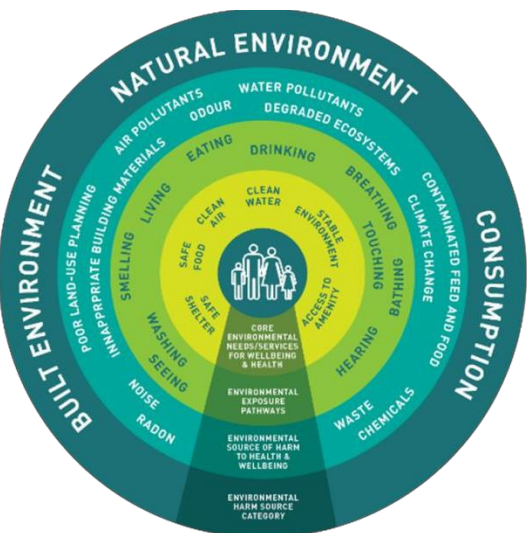 NATURAL ENVIRONMENT
BUILT ENVIRONMENT
CONSUMPTION
AIR POLLUTANTS
ODOUR
WATER POLLUTANTS
DEGRADED ECOSYSTEMS
POOR LAND-USE PLANNING
INNAPRPRIATE BUILDING MATERIALS
CONTAMINATED FEED AND FOOD
CLIMATE CHANGE
NOISE
RADON
WASTE
CHEMICALS
EATING
DRINKING
BREATHING
LIVING
TOUCHING
SMELLING
BATHING
WASHING
SEEING
HEARING
CLEAN
AIR
CLEAN
WATER
STABLE
ENVIRONMENT
SAFE
FOOD
SAFE
SHELTER
ACCESS TO
AMENITY
CORE
ENVIRONMENTAL
NEEDS/SERVICES
FOR WELLBEING
& HEALTH
ENVIRONMENTAL
EXPOSURE
PATHWAYS
ENVIRONMENTAL
SOURCE OF HARM
TO HEALTH &
WELLBEING
ENVIRONMENTAL
HARM SOURCE
CATEGORY